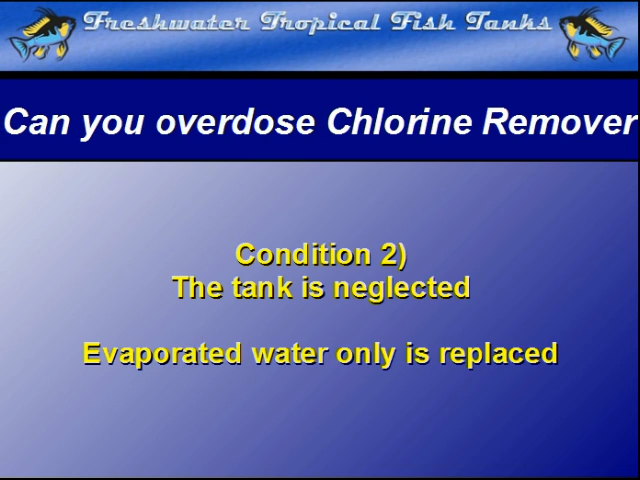 Freshwater Tropical Fish Tanks
Can you overdose Chlorine Remover
Condition 2)
The tank is neglected
Evaporated water only is replaced